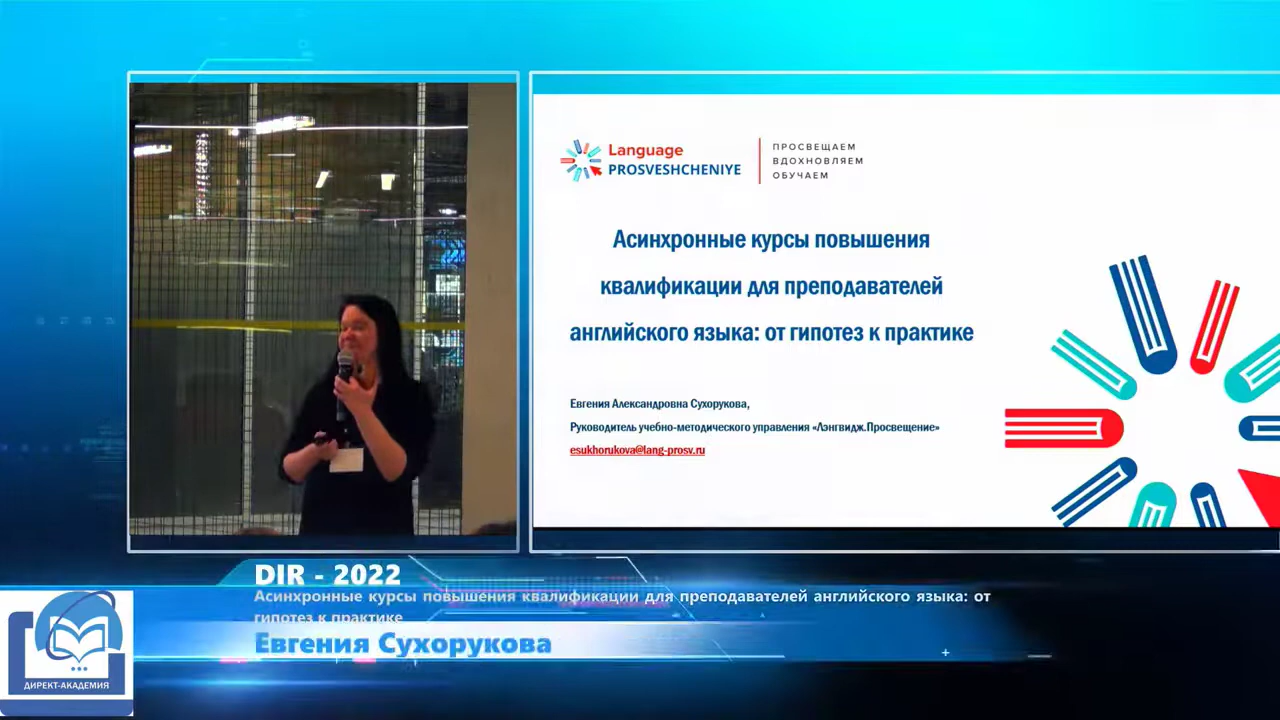 Language
PROSVESHCHENIYE
ПРОСВЕЩАЕМ
ВДОХНОВЛЯЕМ
ОБУЧАЕМ
Асинхронные курсы повышения
квалификации для преподавателей
английского языка: от гипотез к практике
Евгения Александровна Сухорукова,
Руководитель учебно-методического управления «Лэнгвидж.Просвещение»
esukhorukova@lang-prosv.ru
DIR - 2022
Асинхронные курсы повышения квалификации для преподавателей английского языка: от
гипотез к практике
Евгения Сухорукова
ДИРЕКТ-АКАДЕМИЯ